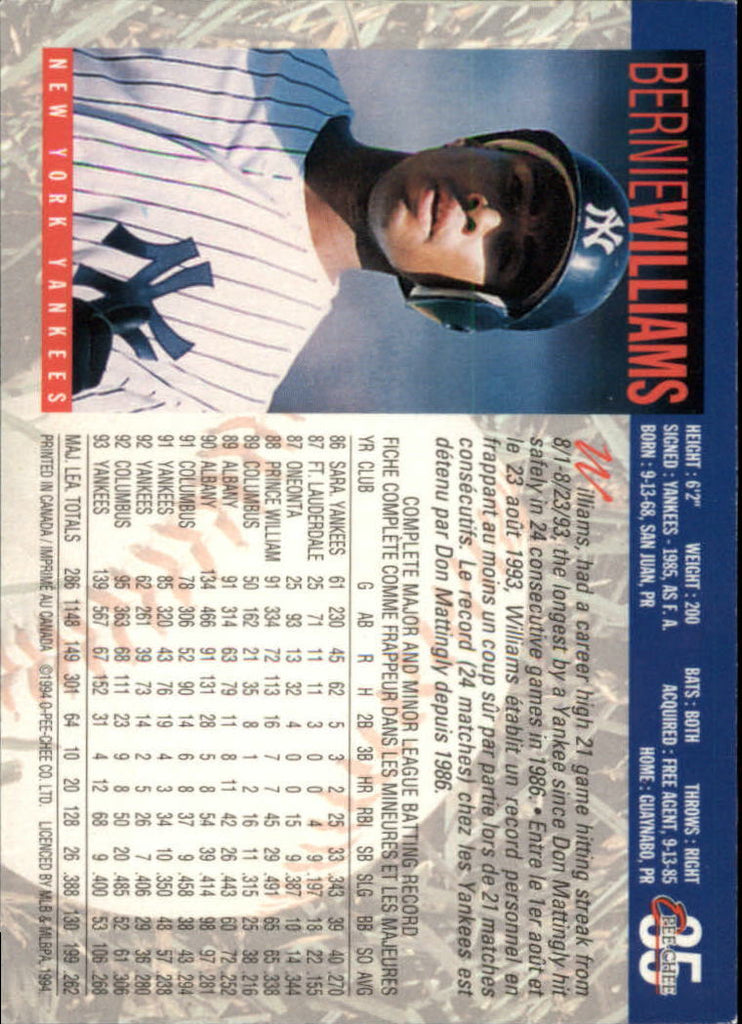 BERNIEWILLIAMS
NEW YORK YANKEES
NY
85
O-PEE-CHEE
HEIGHT : 6'2" WEIGHT : 200 BATS : BOTH THROWS : RIGHT
SIGNED : YANKEES - 1985, AS F. A. ACQUIRED : FREE AGENT, 9-13-85
BORN : 9-13-68, SAN JUAN, PR HOME : GUAYNABO, PR
Williams, had a career high 21 game hitting streak from
8/1-8/23/93, the longest by a Yankee since Don Mattingly hit
safely in 24 consecutive games in 1986. • Entre le 1er août et
le 23 août 1993, Williams établit un record personnel en
frappant au moins un coup sûr par partie lors de 21 matches
consécutifs. Le record (24 matches) chez les Yankees est
détenu par Don Mattingly depuis 1986.
COMPLETE MAJOR AND MINOR LEAGUE BATTING RECORD
FICHE COMPLÈTE COMME FRAPPEUR DANS LES MINEURES ET LES MAJEURES
YR CLUB G AB R H 2B 3B HR RBI SB SLG BB SO AVG
86 SARA. YANKEES 61 230 45 62 5 3 2 25 33 .343 39 40 .270
87 FT. LAUDERDALE 25 71 11 11 3 0 0 4 9 .197 18 22 .155
87 ONEONTA 25 93 13 32 4 0 0 15 9 .387 10 14 .344
88 PRINCE WILLIAM 91 334 72 113 16 7 7 45 29 .491 65 65 .338
89 COLUMBUS 50 162 21 35 8 1 2 16 11 .315 25 38 .216
89 ALBANY 91 314 63 79 11 8 11 42 26 .443 60 72 .252
90 ALBANY 134 466 91 131 28 5 8 54 39 .414 98 97 .281
91 COLUMBUS 78 306 52 90 14 6 8 37 9 .458 38 43 .294
91 YANKEES 85 320 43 76 19 4 3 34 10 .350 48 57 .238
92 YANKEES 62 261 39 73 14 2 5 26 7 .406 29 36 .280
92 COLUMBUS 95 363 68 111 23 9 8 50 20 .485 52 61 .306
93 YANKEES 139 567 67 152 31 4 12 68 9 .400 53 106 .268
MAJ. LEA. TOTALS 286 1148 149 301 64 10 20 128 26 .388 130 199 .262
PRINTED IN CANADA / IMPRIMÉ AU CANADA ©1994 O-PEE-CHEE CO. LTD. LICENCED BY MLB & MLBPA, 1994.